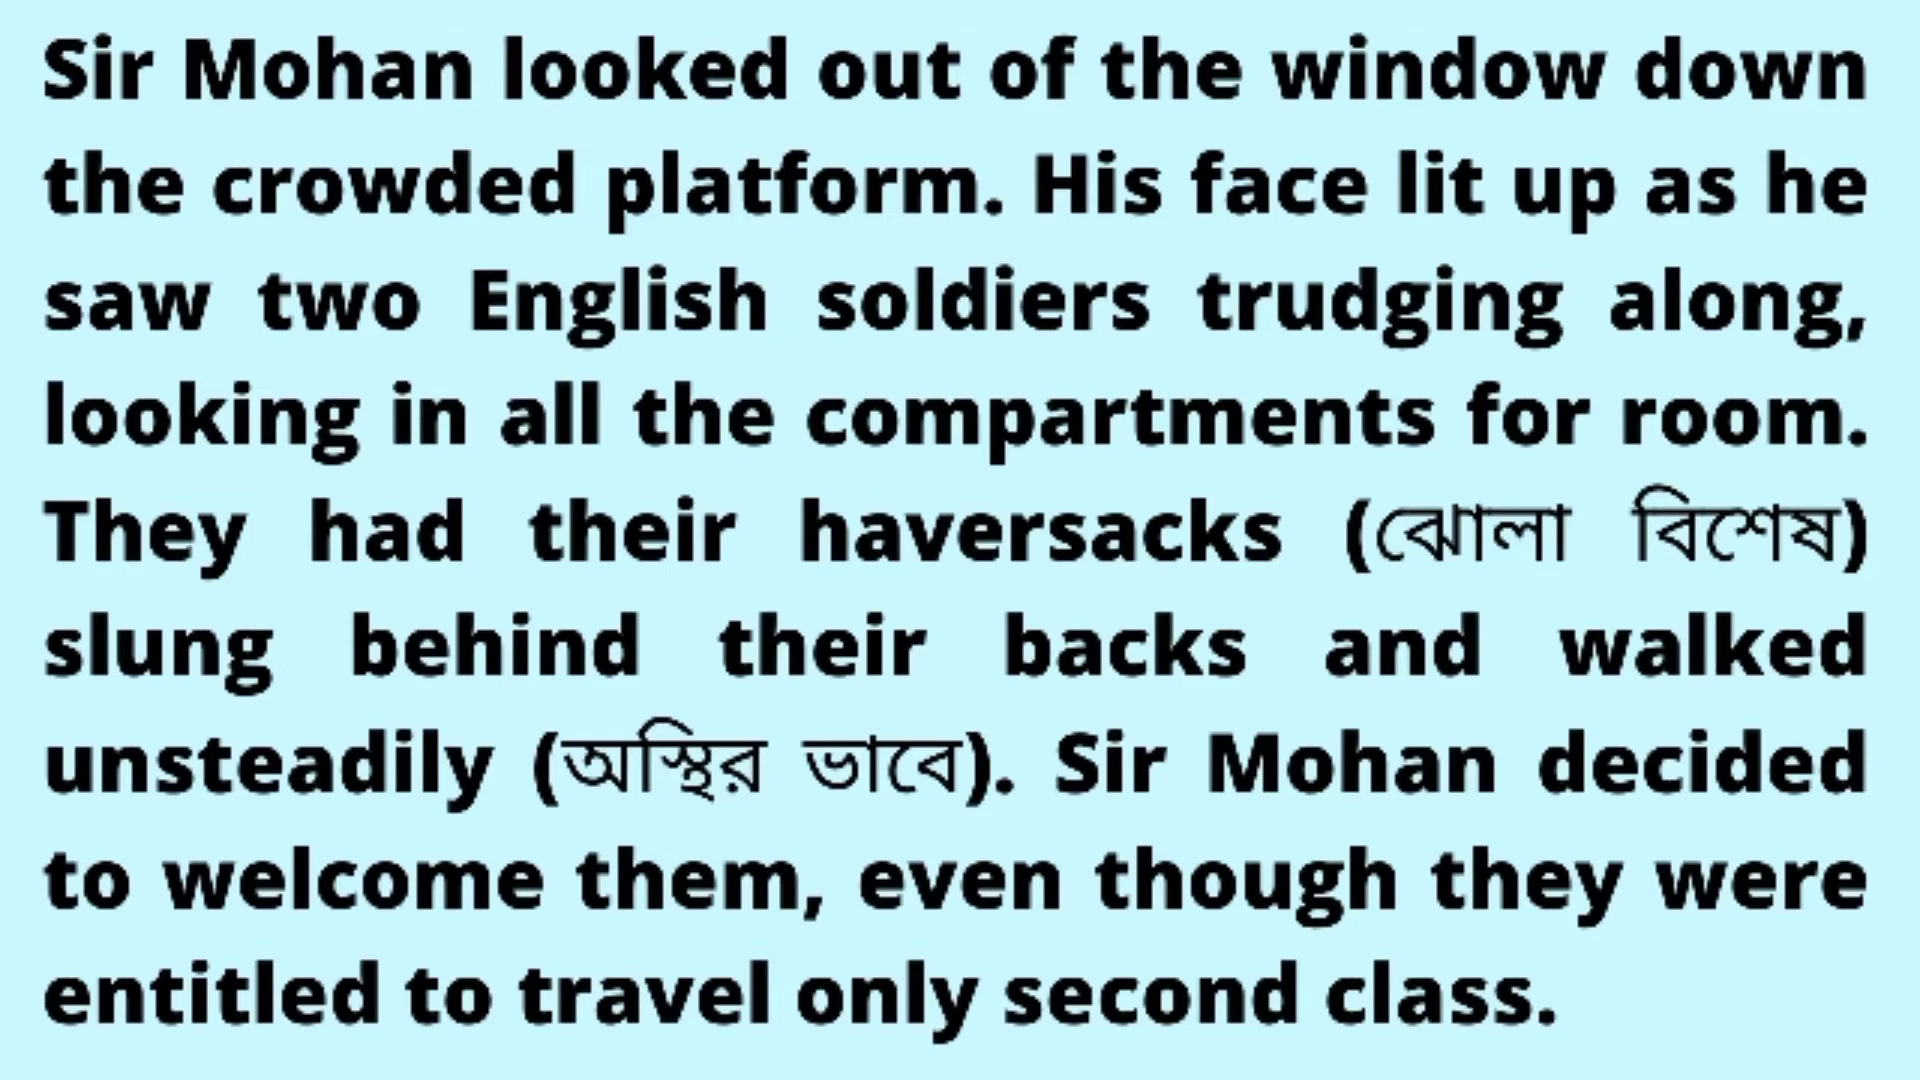 Sir Mohan looked out of the window down
the crowded platform. His face lit up as he
saw two English soldiers trudging along,
looking in all the compartments for room.
They had their haversacks (ঝোলা বিশেষ)
slung behind their backs and walked
unsteadily (অস্থির ভাবে). Sir Mohan decided
to welcome them, even though they were
entitled to travel only second class.